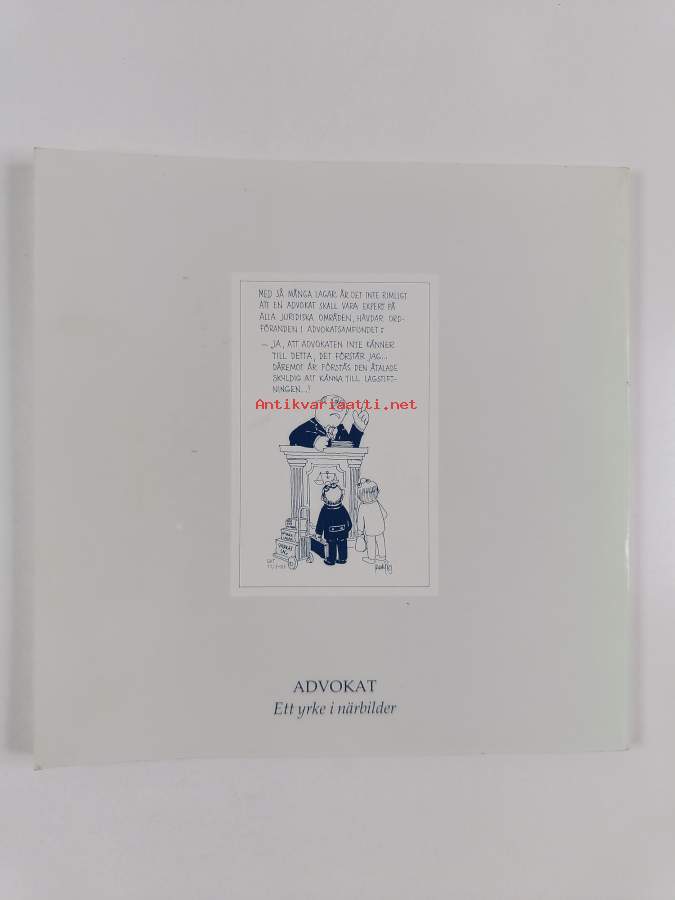 MED SÅ MÅNGA LAGAR ÄR DET INTE RIMLIGT
ATT EN ADVOKAT SKALL VARA EXPERT PÅ
ALLA JURIDISKA OMRÅDEN, HÄVDAR ORD-
FÖRANDEN I ADVOKATSAMFUNDET:
– JA, ATT ADVOKATEN INTE KÄNNER
TILL DETTA, DET FÖRSTÅR JAG...
DÄREMOT ÄR FÖRSTÅS DEN ÅTALADE
SKYLDIG ATT KÄNNA TILL LAGSTIFT-
NINGEN...!
Antikvariaatti.net
ADVOKAT
Ett yrke i närbilder